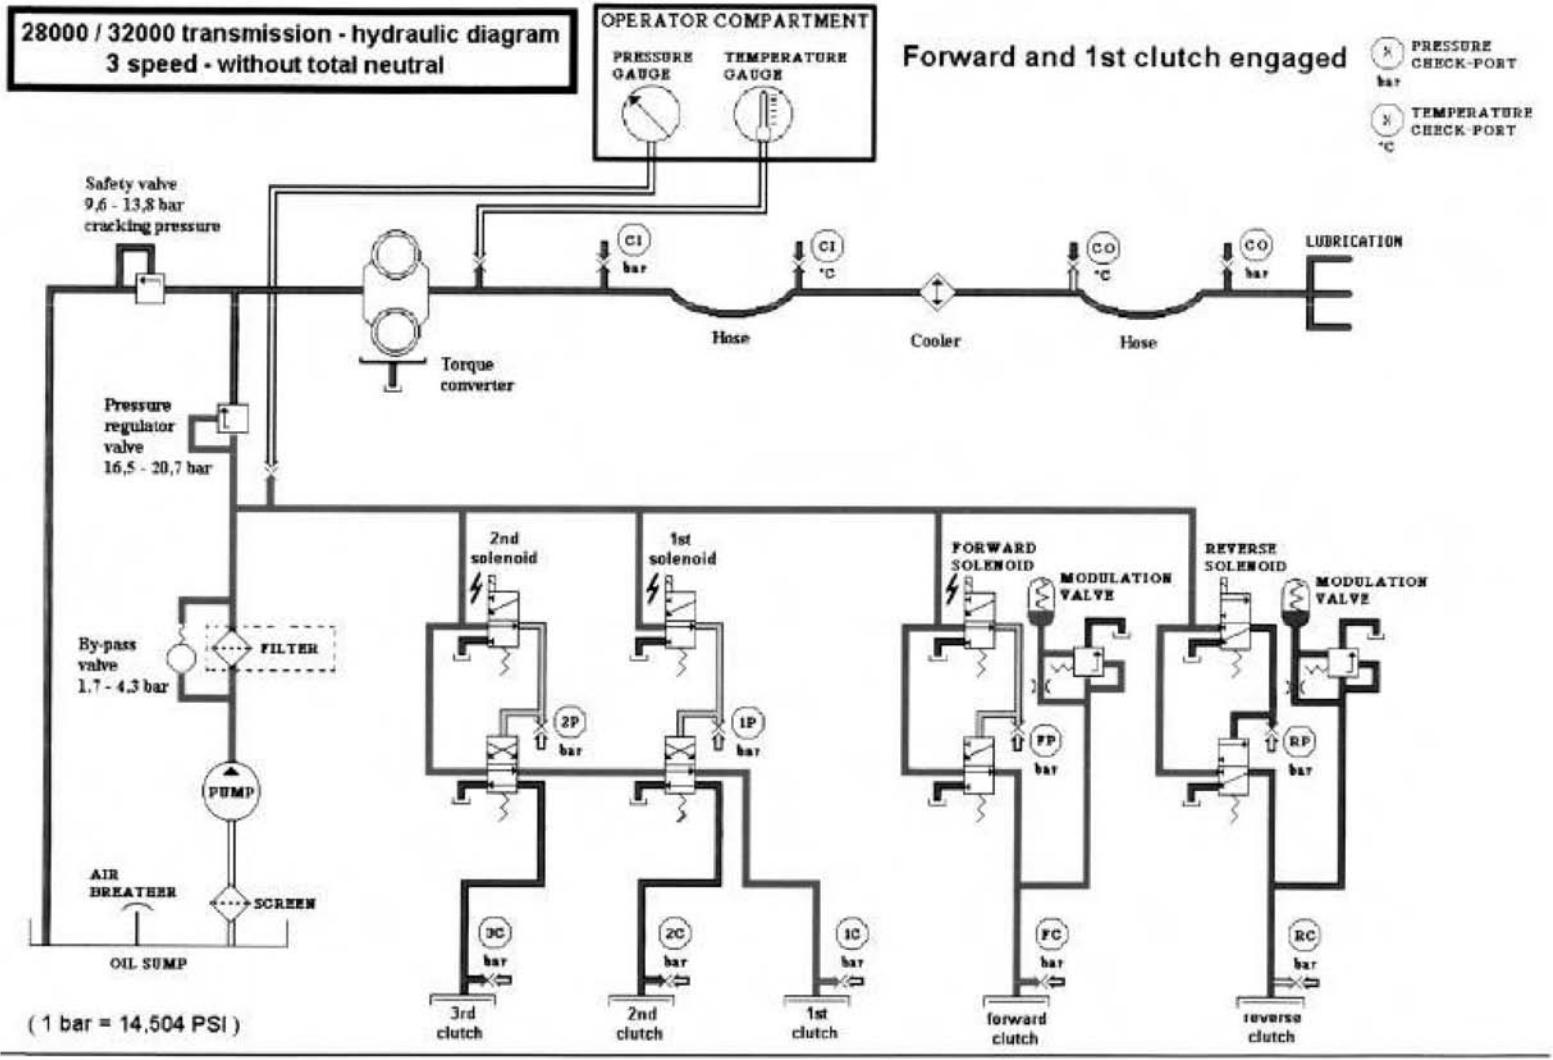 28000 / 32000 transmission - hydraulic diagram
3 speed - without total neutral
OPERATOR COMPARTMENT
PRESSURE
GAUGE
TEMPERATURE
GAUGE
Forward and 1st clutch engaged
X
PRESSURE
CHECK-PORT
bar
X
TEMPERATURE
CHECK-PORT
°C
Safety valve
9,6 - 13,8 bar
cracking pressure
CI
bar
CI
°C
CO
°C
CO
bar
LUBRICATION
Hose
Cooler
Hose
Torque
converter
Pressure
regulator
valve
16,5 - 20,7 bar
2nd
solenoid
1st
solenoid
FORWARD
SOLENOID
MODULATION
VALVE
REVERSE
SOLENOID
MODULATION
VALVE
By-pass
valve
1,7 - 4,3 bar
FILTER
2P
bar
1P
bar
FP
bar
RP
bar
PUMP
AIR
BREATHER
SCREEN
OIL SUMP
3C
bar
2C
bar
1C
bar
FC
bar
RC
bar
3rd
clutch
2nd
clutch
1st
clutch
forward
clutch
reverse
clutch
( 1 bar = 14,504 PSI )